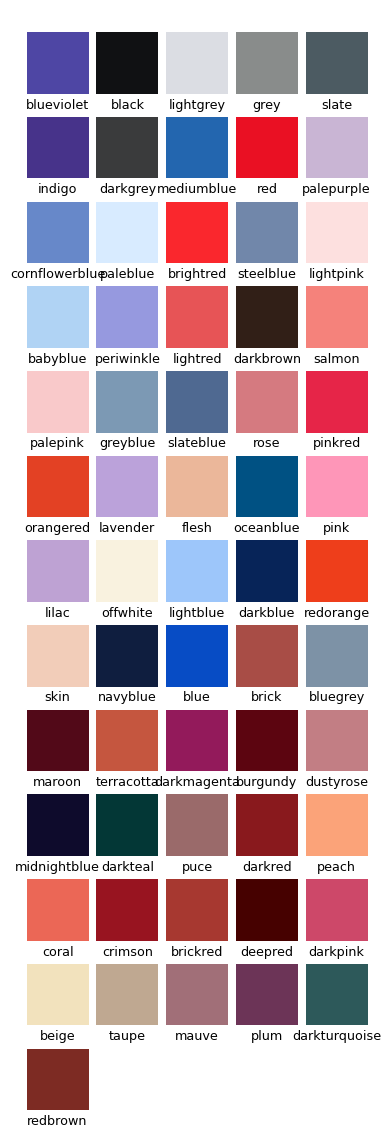 blueviolet black lightgrey grey slate
indigo darkgrey mediumblue red palepurple
cornflowerblue paleblue brightred steelblue lightpink
babyblue periwinkle lightred darkbrown salmon
palepink greyblue slateblue rose pinkred
orangered lavender flesh oceanblue pink
lilac offwhite lightblue darkblue redorange
skin navyblue blue brick bluegrey
maroon terracotta darkmagenta burgundy dustyrose
midnightblue darkteal puce darkred peach
coral crimson brickred deepred darkpink
beige taupe mauve plum darkturquoise
redbrown